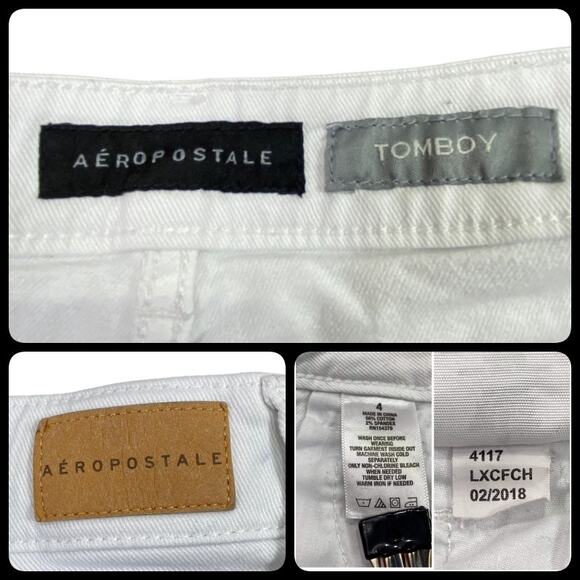 AÉROPOSTALE
TOMBOY
AÉROPOSTALE
4
MADE IN CHINA
98% COTTON
2% SPANDEX
RN154378
WASH ONCE BEFORE
WEARING
TURN GARMENT INSIDE OUT
MACHINE WASH COLD
SEPARATELY
ONLY NON-CHLORINE BLEACH
WHEN NEEDED
TUMBLE DRY LOW
WARM IRON IF NEEDED
4117
LXCFCH
02/2018